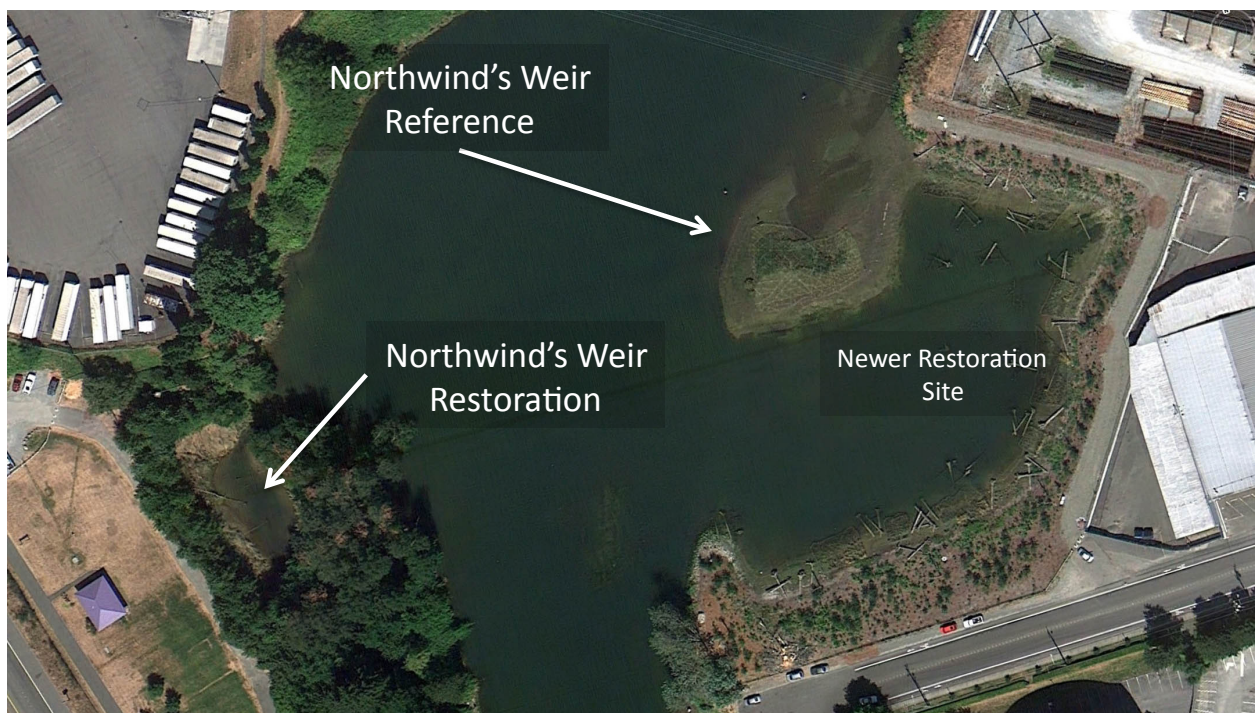 Northwind’s Weir
Reference
Northwind’s Weir
Restoration
Newer Restoration
Site